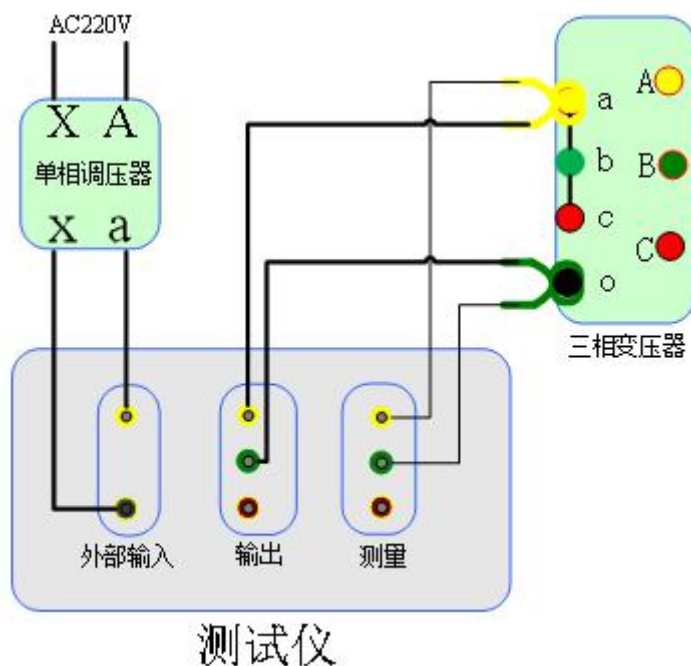 AC220V
X A
单相调压器
x a
a A
b B
c C
o
三相变压器
外部输入 输出 测量
测试仪